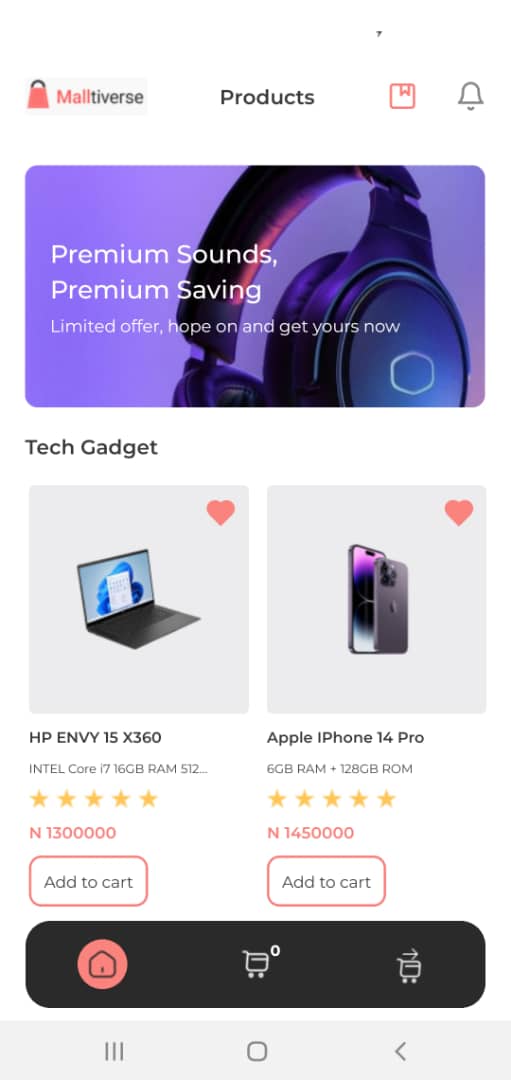 Malltiverse
Products
Premium Sounds,
Premium Saving
Limited offer, hope on and get yours now
Tech Gadget
HP ENVY 15 X360
Apple IPhone 14 Pro
INTEL Core i7 16GB RAM 512...
6GB RAM + 128GB ROM
N 1300000
N 1450000
Add to cart
Add to cart
0